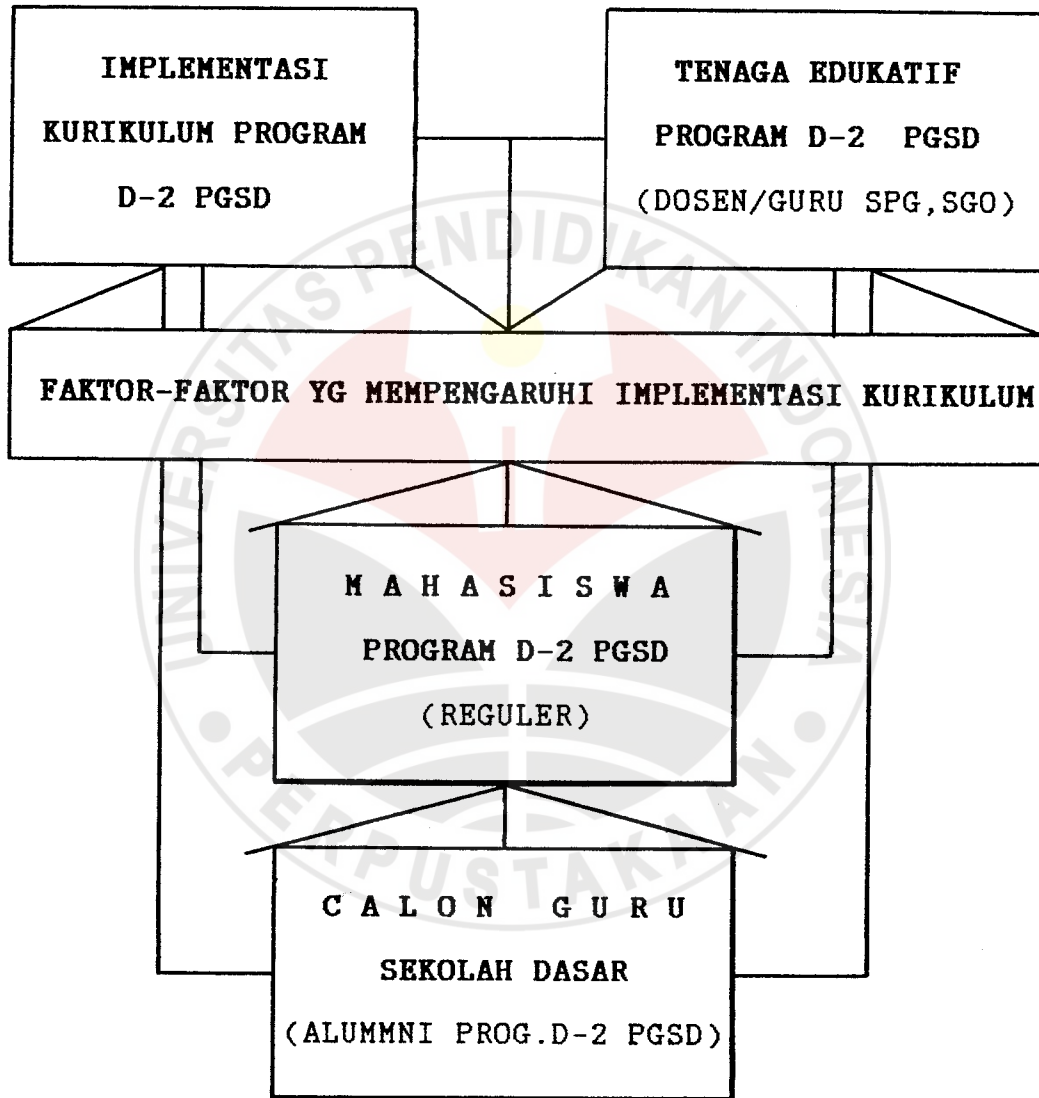 IMPLEMENTASI
KURIKULUM PROGRAM
D-2 PGSD
TENAGA EDUKATIF
PROGRAM D-2 PGSD
(DOSEN/GURU SPG,SGO)
FAKTOR-FAKTOR YG MEMPENGARUHI IMPLEMENTASI KURIKULUM
M A H A S I S W A
PROGRAM D-2 PGSD
(REGULER)
C A L O N G U R U
SEKOLAH DASAR
(ALUMMNI PROG.D-2 PGSD)
UNIVERSITAS PENDIDIKAN INDONESIA
PERPUSTAKAAN